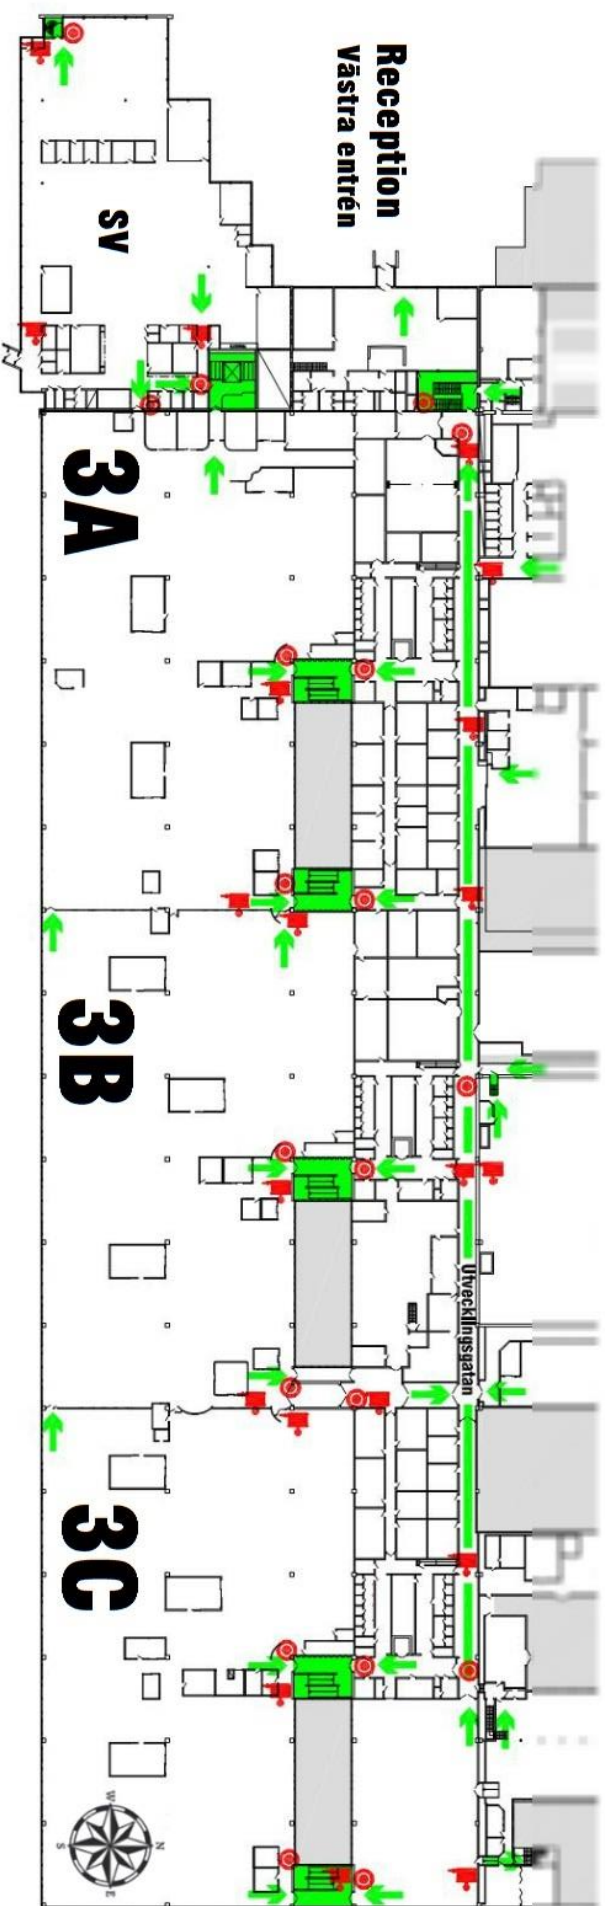 Reception
Västra entrén
SV
3A
3B
Utvecklingsgatan
3C
W
N
S
E